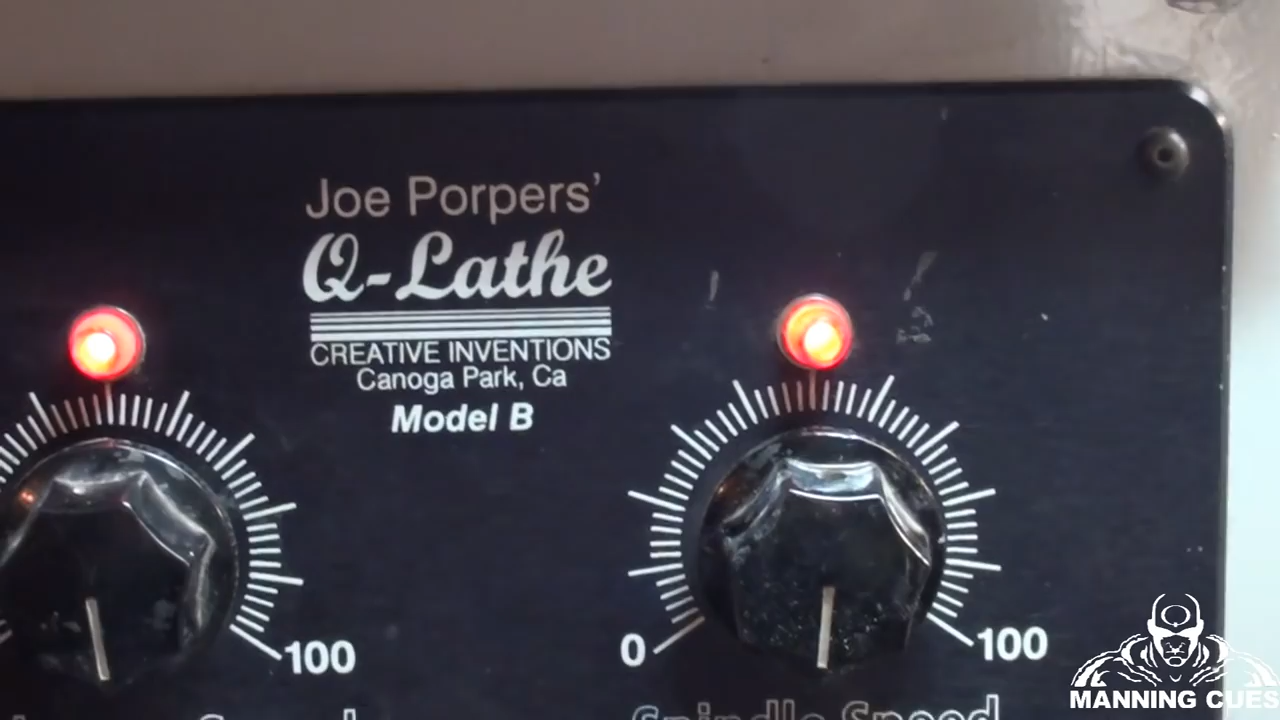 Joe Porpers'
Q-Lathe
CREATIVE INVENTIONS
Canoga Park, Ca
Model B
100
0
100
Spindle Speed
MANNING CUES